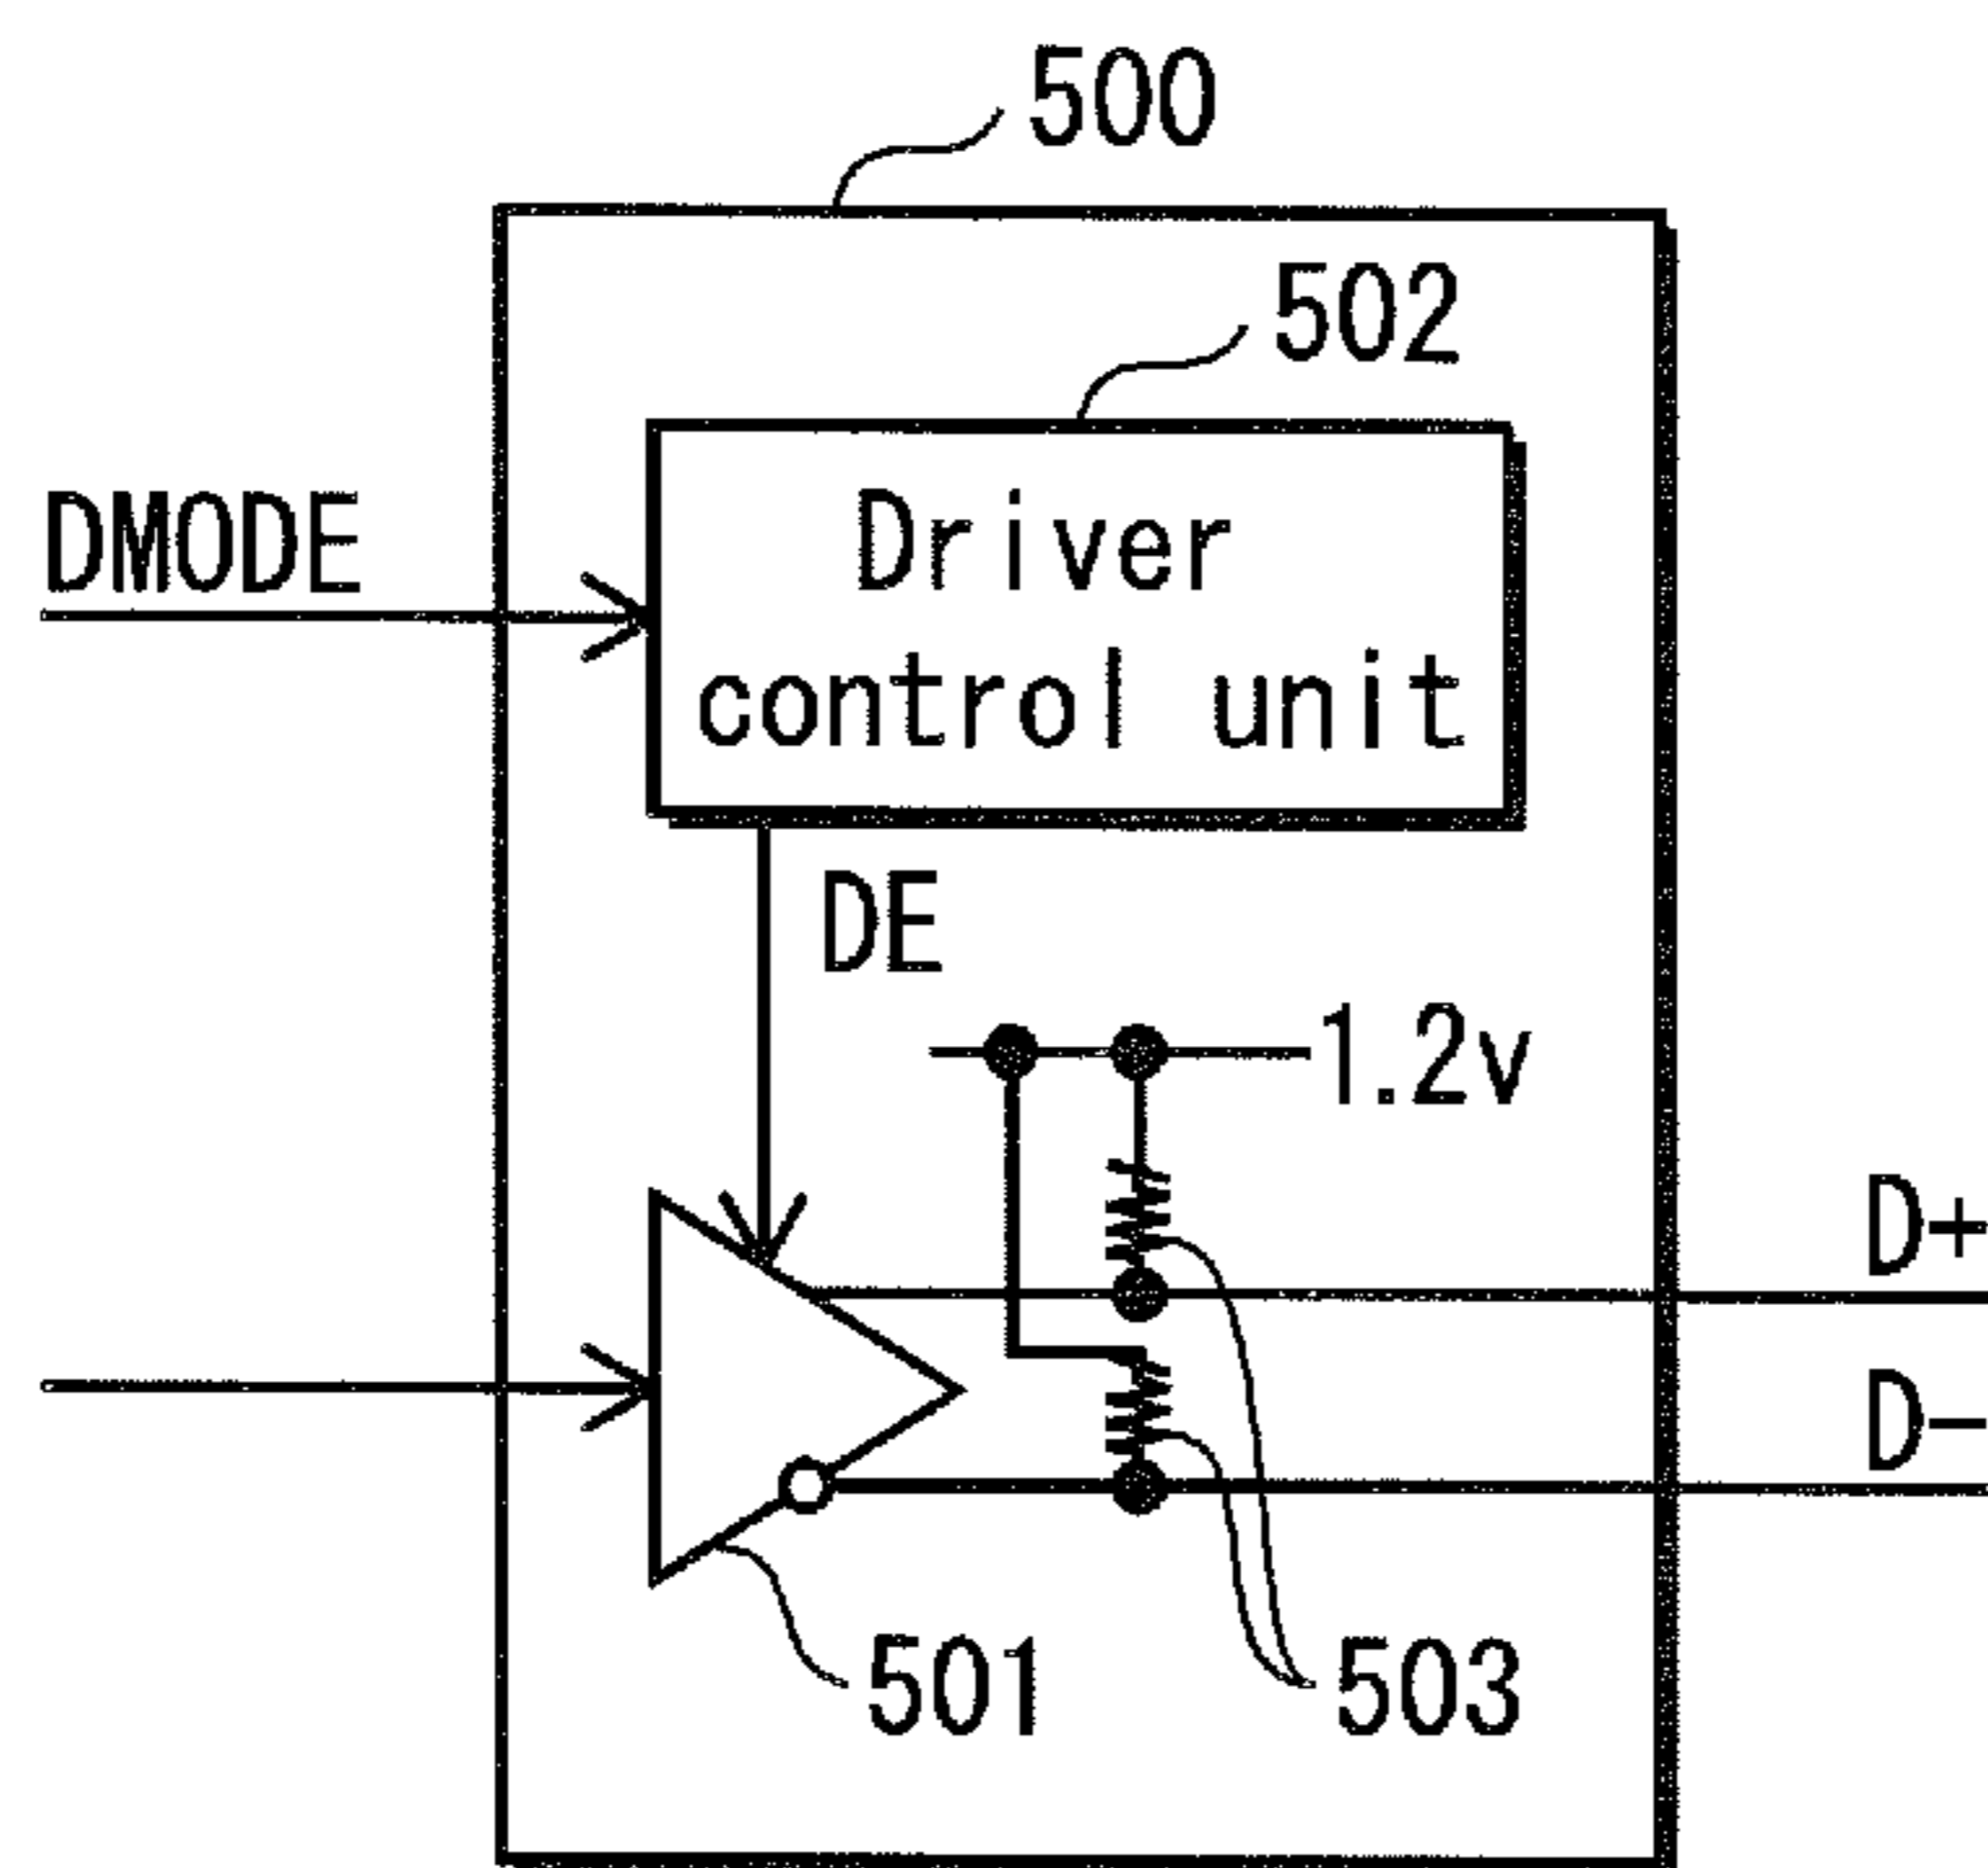 500
502
DMODE
Driver
control unit
DE
1.2v
D+
D-
501
503